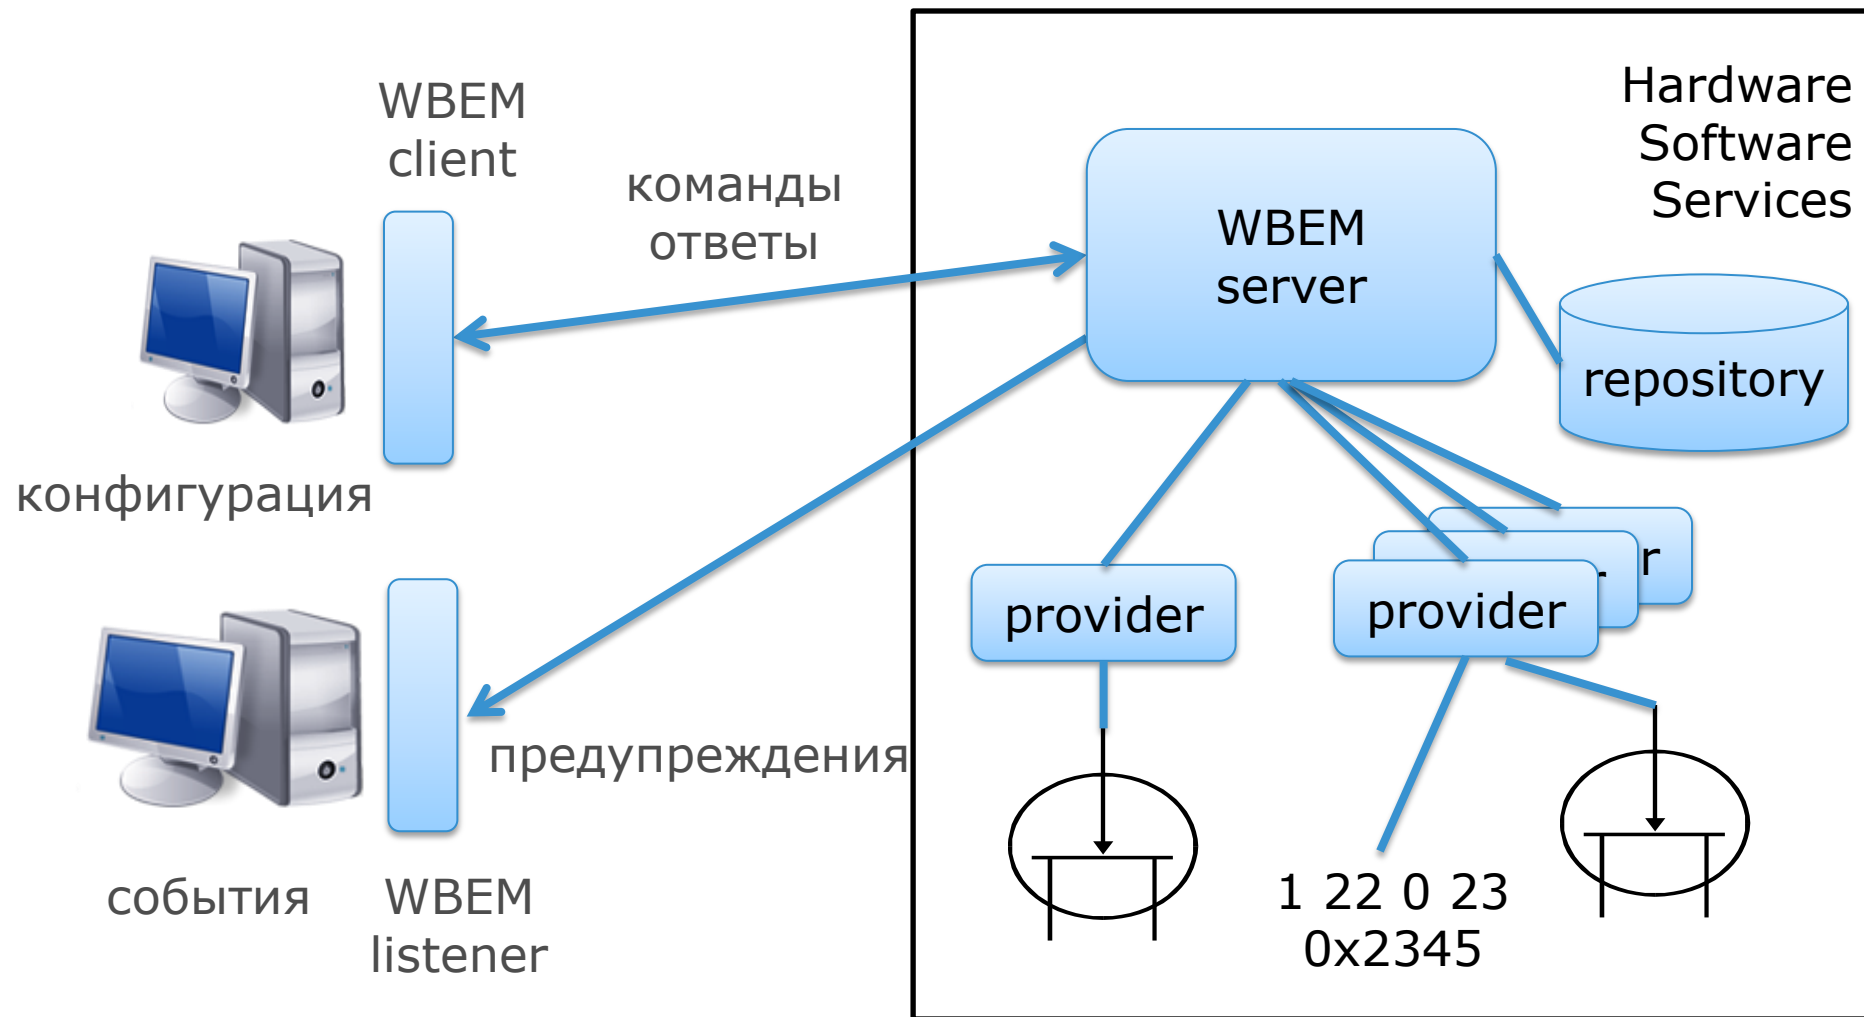 WBEM
client
команды
ответы
конфигурация
WBEM
server
Hardware
Software
Services
repository
provider
provider
r
r
предупреждения
события
WBEM
listener
1 22 0 23
0x2345